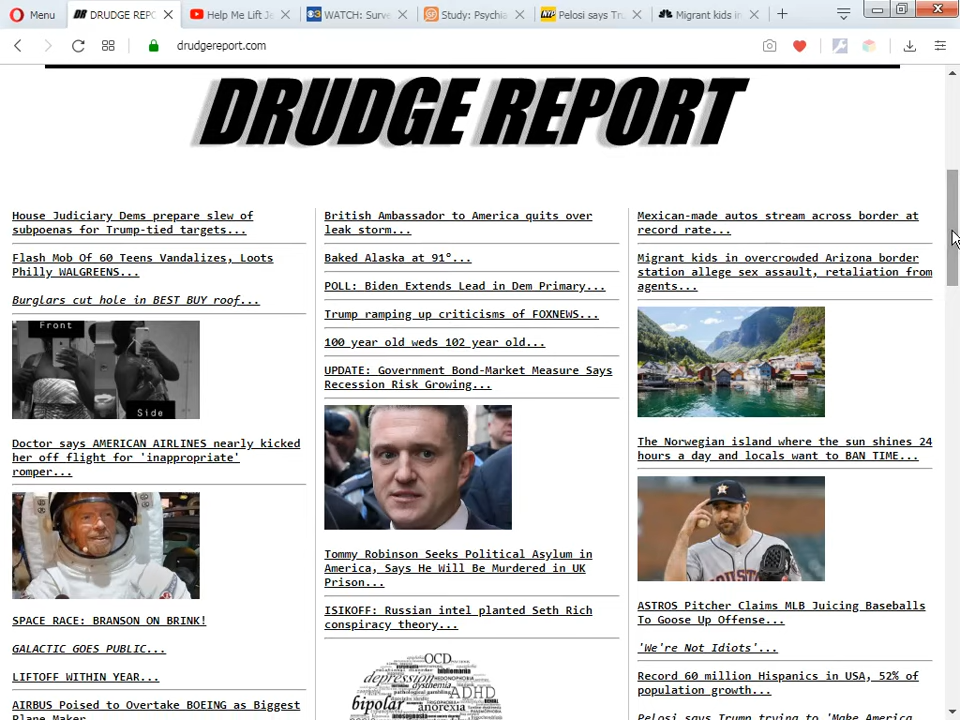 Menu
DRUDGE REPO
Help Me Lift
WATCH: Surve
Study: Psychia
NYP
Pelosi says Tru
Migrant kids in
drudgereport.com
DRUDGE REPORT
House Judiciary Dems prepare slew of
subpoenas for Trump-tied targets...
Flash Mob Of 60 Teens Vandalizes, Loots
Philly WALGREENS...
Burglars cut hole in BEST BUY roof...
Front
Side
Doctor says AMERICAN AIRLINES nearly kicked
her off flight for 'inappropriate'
romper...
SPACE RACE: BRANSON ON BRINK!
GALACTIC GOES PUBLIC...
LIFTOFF WITHIN YEAR...
AIRBUS Poised to Overtake BOEING as Biggest
Plane Maker
British Ambassador to America quits over
leak storm...
Baked Alaska at 91°...
POLL: Biden Extends Lead in Dem Primary...
Trump ramping up criticisms of FOXNEWS...
100 year old weds 102 year old...
UPDATE: Government Bond-Market Measure Says
Recession Risk Growing...
Tommy Robinson Seeks Political Asylum in
America, Says He Will Be Murdered in UK
Prison...
ISIKOFF: Russian intel planted Seth Rich
conspiracy theory...
OCD
depression
bibliomania
dysthemia
pathological gambling
ADHD
bipolar
anorexia
Mexican-made autos stream across border at
record rate...
Migrant kids in overcrowded Arizona border
station allege sex assault, retaliation from
agents...
The Norwegian island where the sun shines 24
hours a day and locals want to BAN TIME...
HOUSTON
ASTROS Pitcher Claims MLB Juicing Baseballs
To Goose Up Offense...
'We're Not Idiots'...
Record 60 million Hispanics in USA, 52% of
population growth...
Pelosi says Trump trying to 'Make America